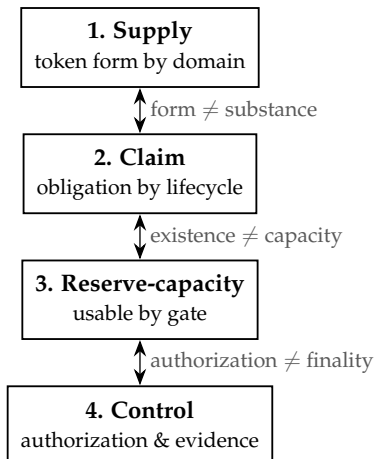 1. Supply
token form by domain
form ≠ substance
2. Claim
obligation by lifecycle
existence ≠ capacity
3. Reserve-capacity
usable by gate
authorization ≠ finality
4. Control
authorization & evidence